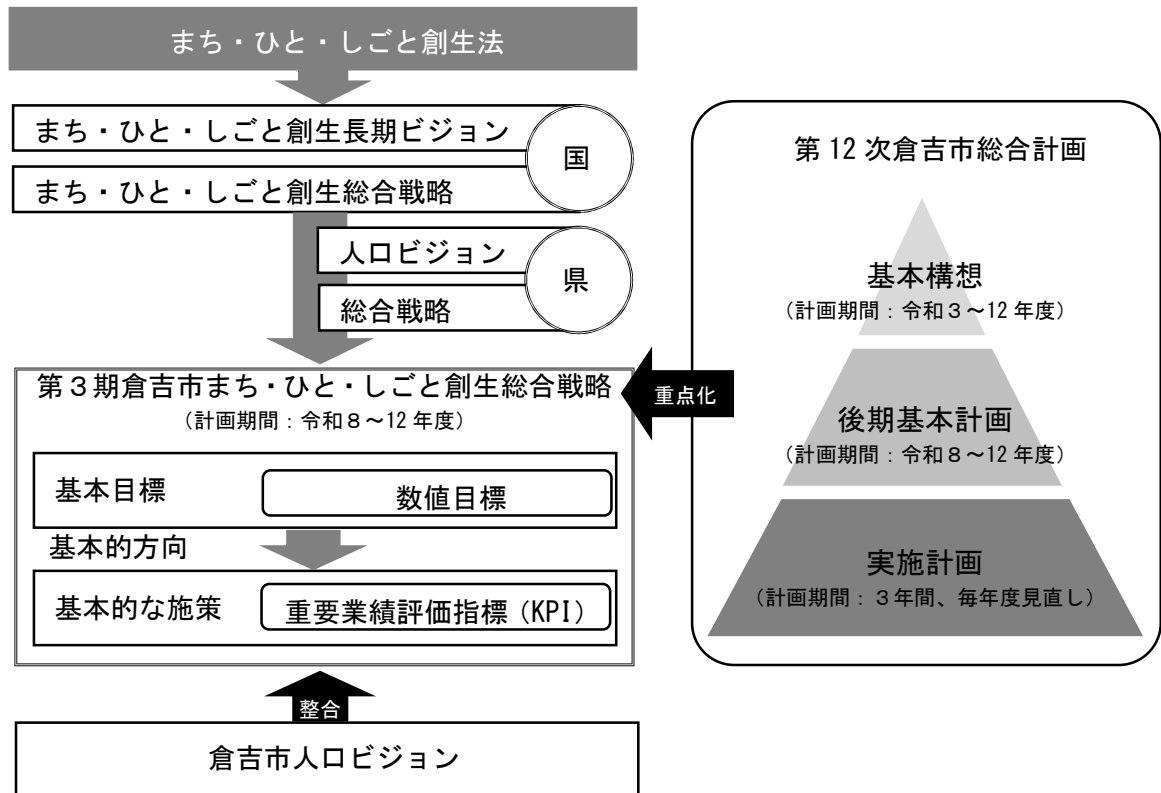 まち・ひと・しごと創生法
まち・ひと・しごと創生長期ビジョン
まち・ひと・しごと創生総合戦略
国
人口ビジョン
総合戦略
県
第３期倉吉市まち・ひと・しごと創生総合戦略
（計画期間：令和８～12 年度）
基本目標
数値目標
基本的方向
基本的な施策
重要業績評価指標（KPI）
整合
倉吉市人口ビジョン
重点化
第 12 次倉吉市総合計画
基本構想
（計画期間：令和３～12 年度）
後期基本計画
（計画期間：令和８～12 年度）
実施計画
（計画期間：３年間、毎年度見直し）